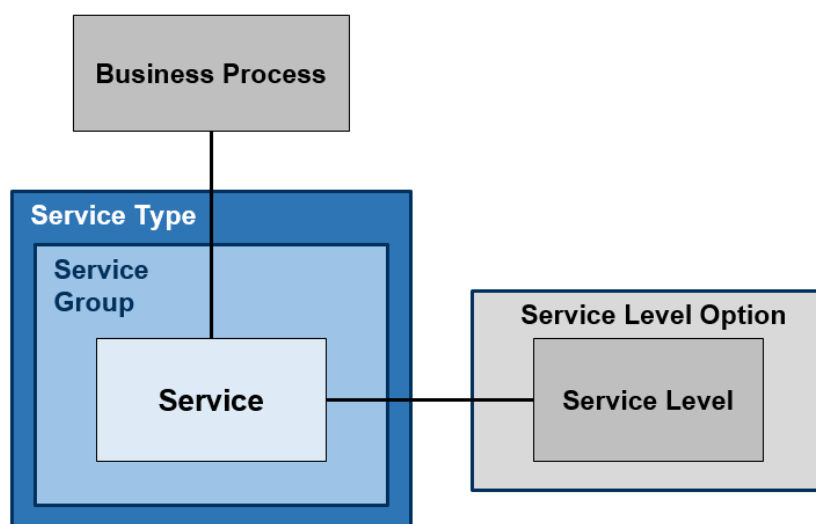 Business Process
Service Type
Service
Group
Service Level Option
Service
Service Level